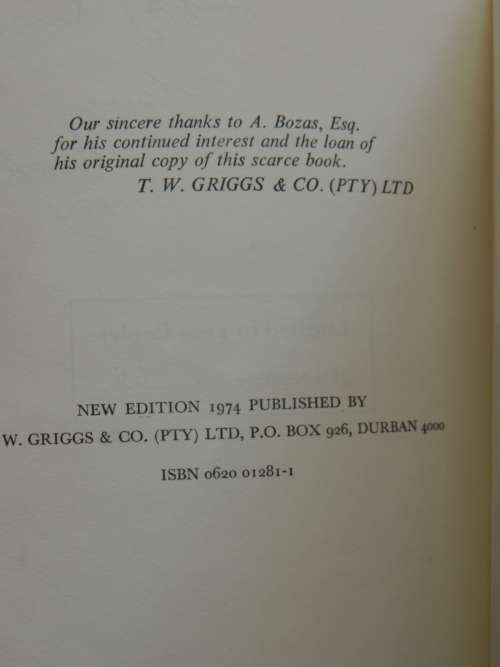 Our sincere thanks to A. Bozas, Esq.
for his continued interest and the loan of
his original copy of this scarce book.
T. W. GRIGGS & CO. (PTY) LTD
NEW EDITION 1974 PUBLISHED BY
W. GRIGGS & CO. (PTY) LTD, P.O. BOX 926, DURBAN 4000
ISBN 0620 01281-1